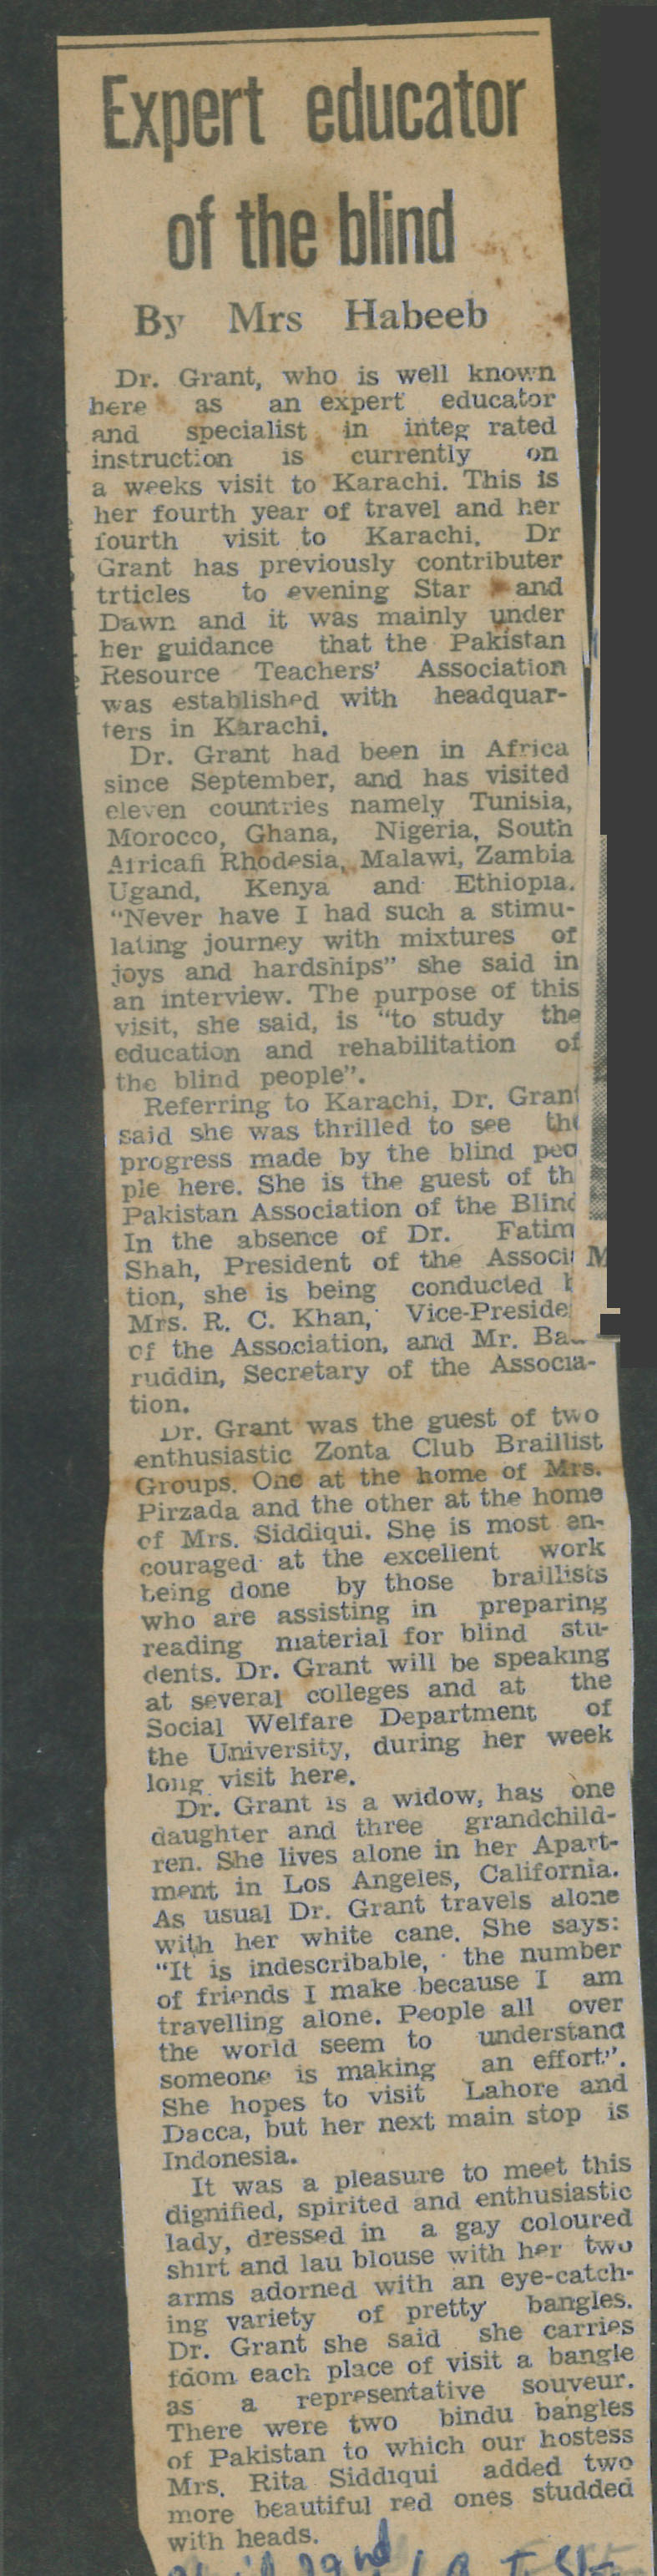 Expert educator
of the blind
By Mrs Habeeb
Dr. Grant, who is well known
here as an expert educator
and specialist in integ rated
instruction is currently on
a weeks visit to Karachi. This is
her fourth year of travel and her
fourth visit to Karachi. Dr
Grant has previously contributer
trticles to evening Star and
Dawn and it was mainly under
her guidance that the Pakistan
Resource Teachers' Association
was established with headquar-
ters in Karachi.
Dr. Grant had been in Africa
since September, and has visited
eleven countries namely Tunisia,
Morocco, Ghana, Nigeria, South
Africafi Rhodesia, Malawi, Zambia
Ugand, Kenya and Ethiopia.
"Never have I had such a stimu-
lating journey with mixtures of
joys and hardships" she said in
an interview. The purpose of this
visit, she said, is "to study the
education and rehabilitation of
the blind people".
Referring to Karachi, Dr. Grant
said she was thrilled to see the
progress made by the blind peo
ple here. She is the guest of th
Pakistan Association of the Blind
In the absence of Dr. Fatim
Shah, President of the Associa M
tion, she is being conducted b
Mrs. R. C. Khan, Vice-Preside
of the Association, and Mr. Ba
ruddin, Secretary of the Associa-
tion.
Dr. Grant was the guest of two
enthusiastic Zonta Club Braillist
Groups. One at the home of Mrs.
Pirzada and the other at the home
of Mrs. Siddiqui. She is most en-
couraged at the excellent work
being done by those braillists
who are assisting in preparing
reading material for blind stu-
dents. Dr. Grant will be speaking
at several colleges and at the
Social Welfare Department of
the University, during her week
long visit here.
Dr. Grant is a widow, has one
daughter and three grandchild-
ren. She lives alone in her Apart-
ment in Los Angeles, California.
As usual Dr. Grant travels alone
with her white cane. She says:
"It is indescribable, the number
of friends I make because I am
travelling alone. People all over
the world seem to understand
someone is making an effort".
She hopes to visit Lahore and
Dacca, but her next main stop is
Indonesia.
It was a pleasure to meet this
dignified, spirited and enthusiastic
lady, dressed in a gay coloured
shirt and lau blouse with her two
arms adorned with an eye-catch-
ing variety of pretty bangles.
Dr. Grant she said she carries
fdom each place of visit a bangle
as a representative souveur.
There were two bindu bangles
of Pakistan to which our hostess
Mrs. Rita Siddiqui added two
more beautiful red ones studded
with heads.